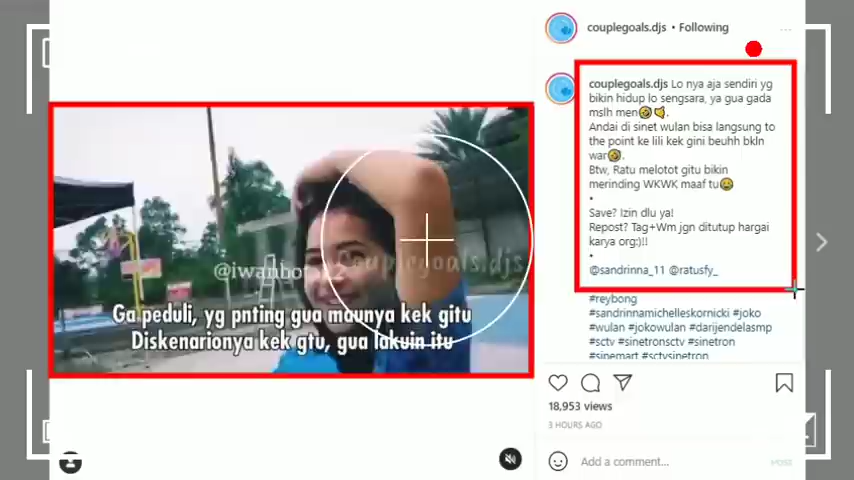 couplegoals.djs • Following
couplegoals.djs Lo nya aja sendiri yg
bikin hidup lo sengsara, ya gua gada
mslh men🤣👎.
Andai di sinet wulan bisa langsung to
the point ke lili kek gini beuhh bkln
war🤣.
Btw, Ratu melotot gitu bikin
merinding WKWK maaf tu😂
•
Save? Izin dlu ya!
Repost? Tag+Wm jgn ditutup hargai
karya org:)!!
•
@sandrinna_11 @ratusfy_
#reybong
#sandrinnamichelleskornicki #joko
#wulan #jokowulan #darijendelasmp
#sctv #sinetronsctv #sinetron
#sinemart #sctvsinetron
@iwanbo
couplegoals.djs
Ga peduli, yg pnting gua maunya kek gitu
Diskenarionya kek gtu, gua lakuin itu
18,953 views
3 HOURS AGO
Add a comment...
POST